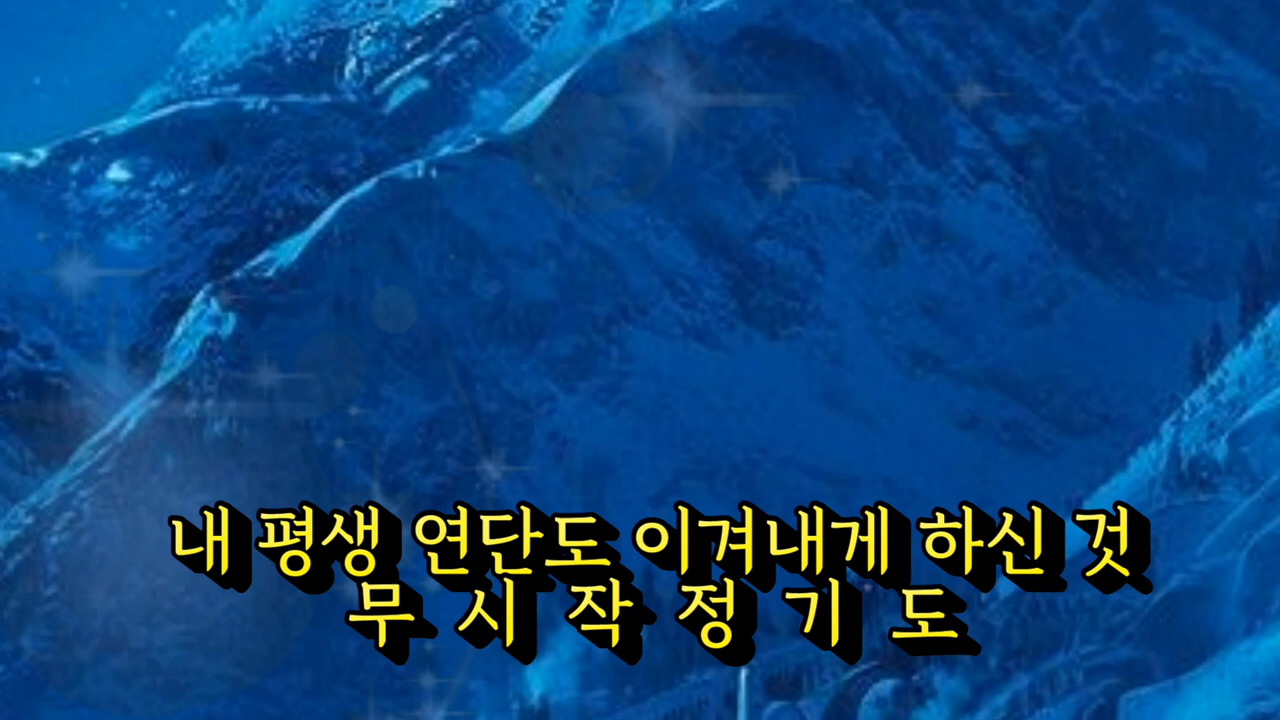 내 평생 연단도 이겨내게 하신 것
무 시 작 정 기 도